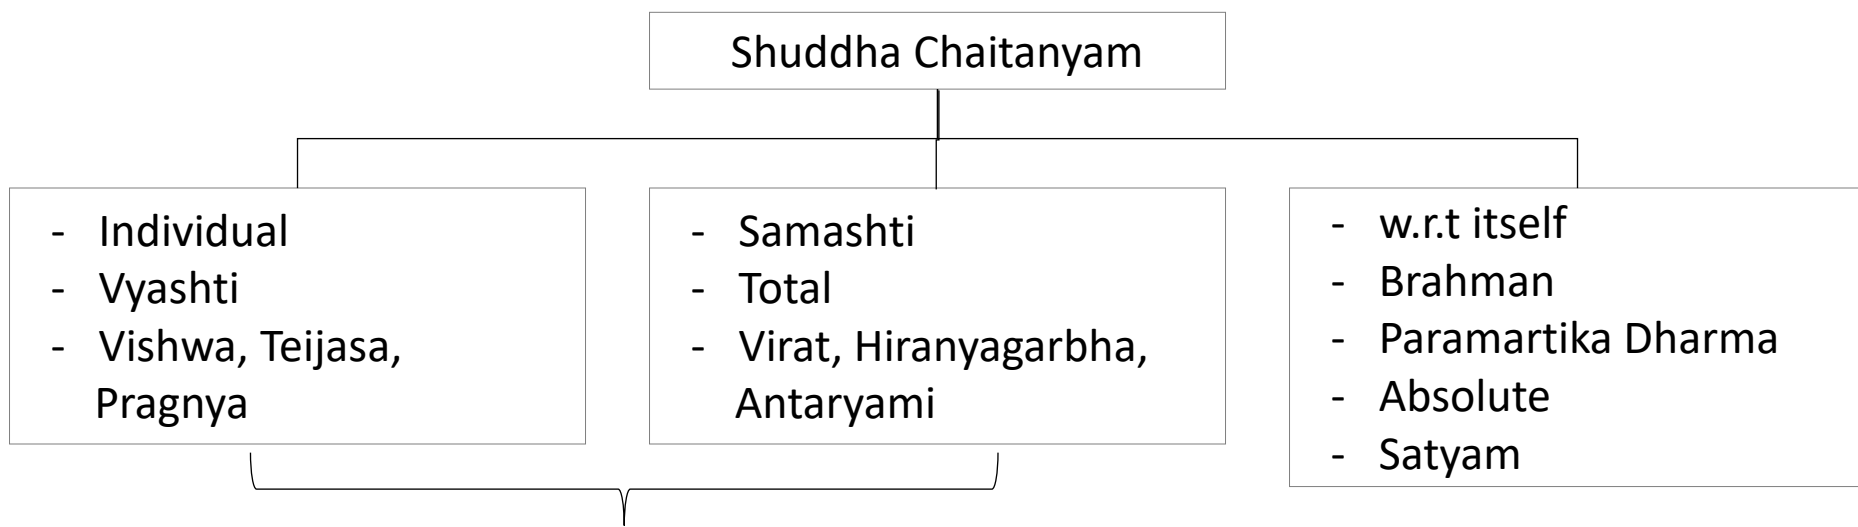 Shuddha Chaitanyam
- Individual
- Vyashti
- Vishwa, Teijasa,
Pragnya
- Samashti
- Total
- Virat, Hiranyagarbha,
Antaryami
- w.r.t itself
- Brahman
- Paramartika Dharma
- Absolute
- Satyam